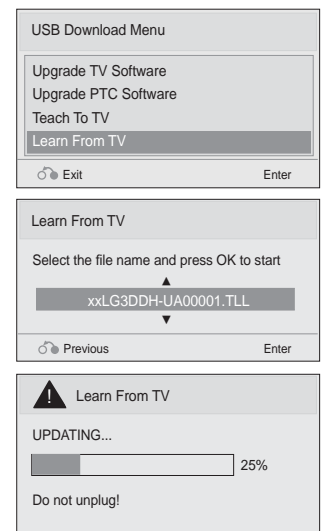 USB Download Menu
Upgrade TV Software
Upgrade PTC Software
Teach To TV
Learn From TV
Exit Enter
Learn From TV
Select the file name and press OK to start
xxLG3DDH-UA00001.TLL
Previous Enter
! Learn From TV
UPDATING...
25%
Do not unplug!